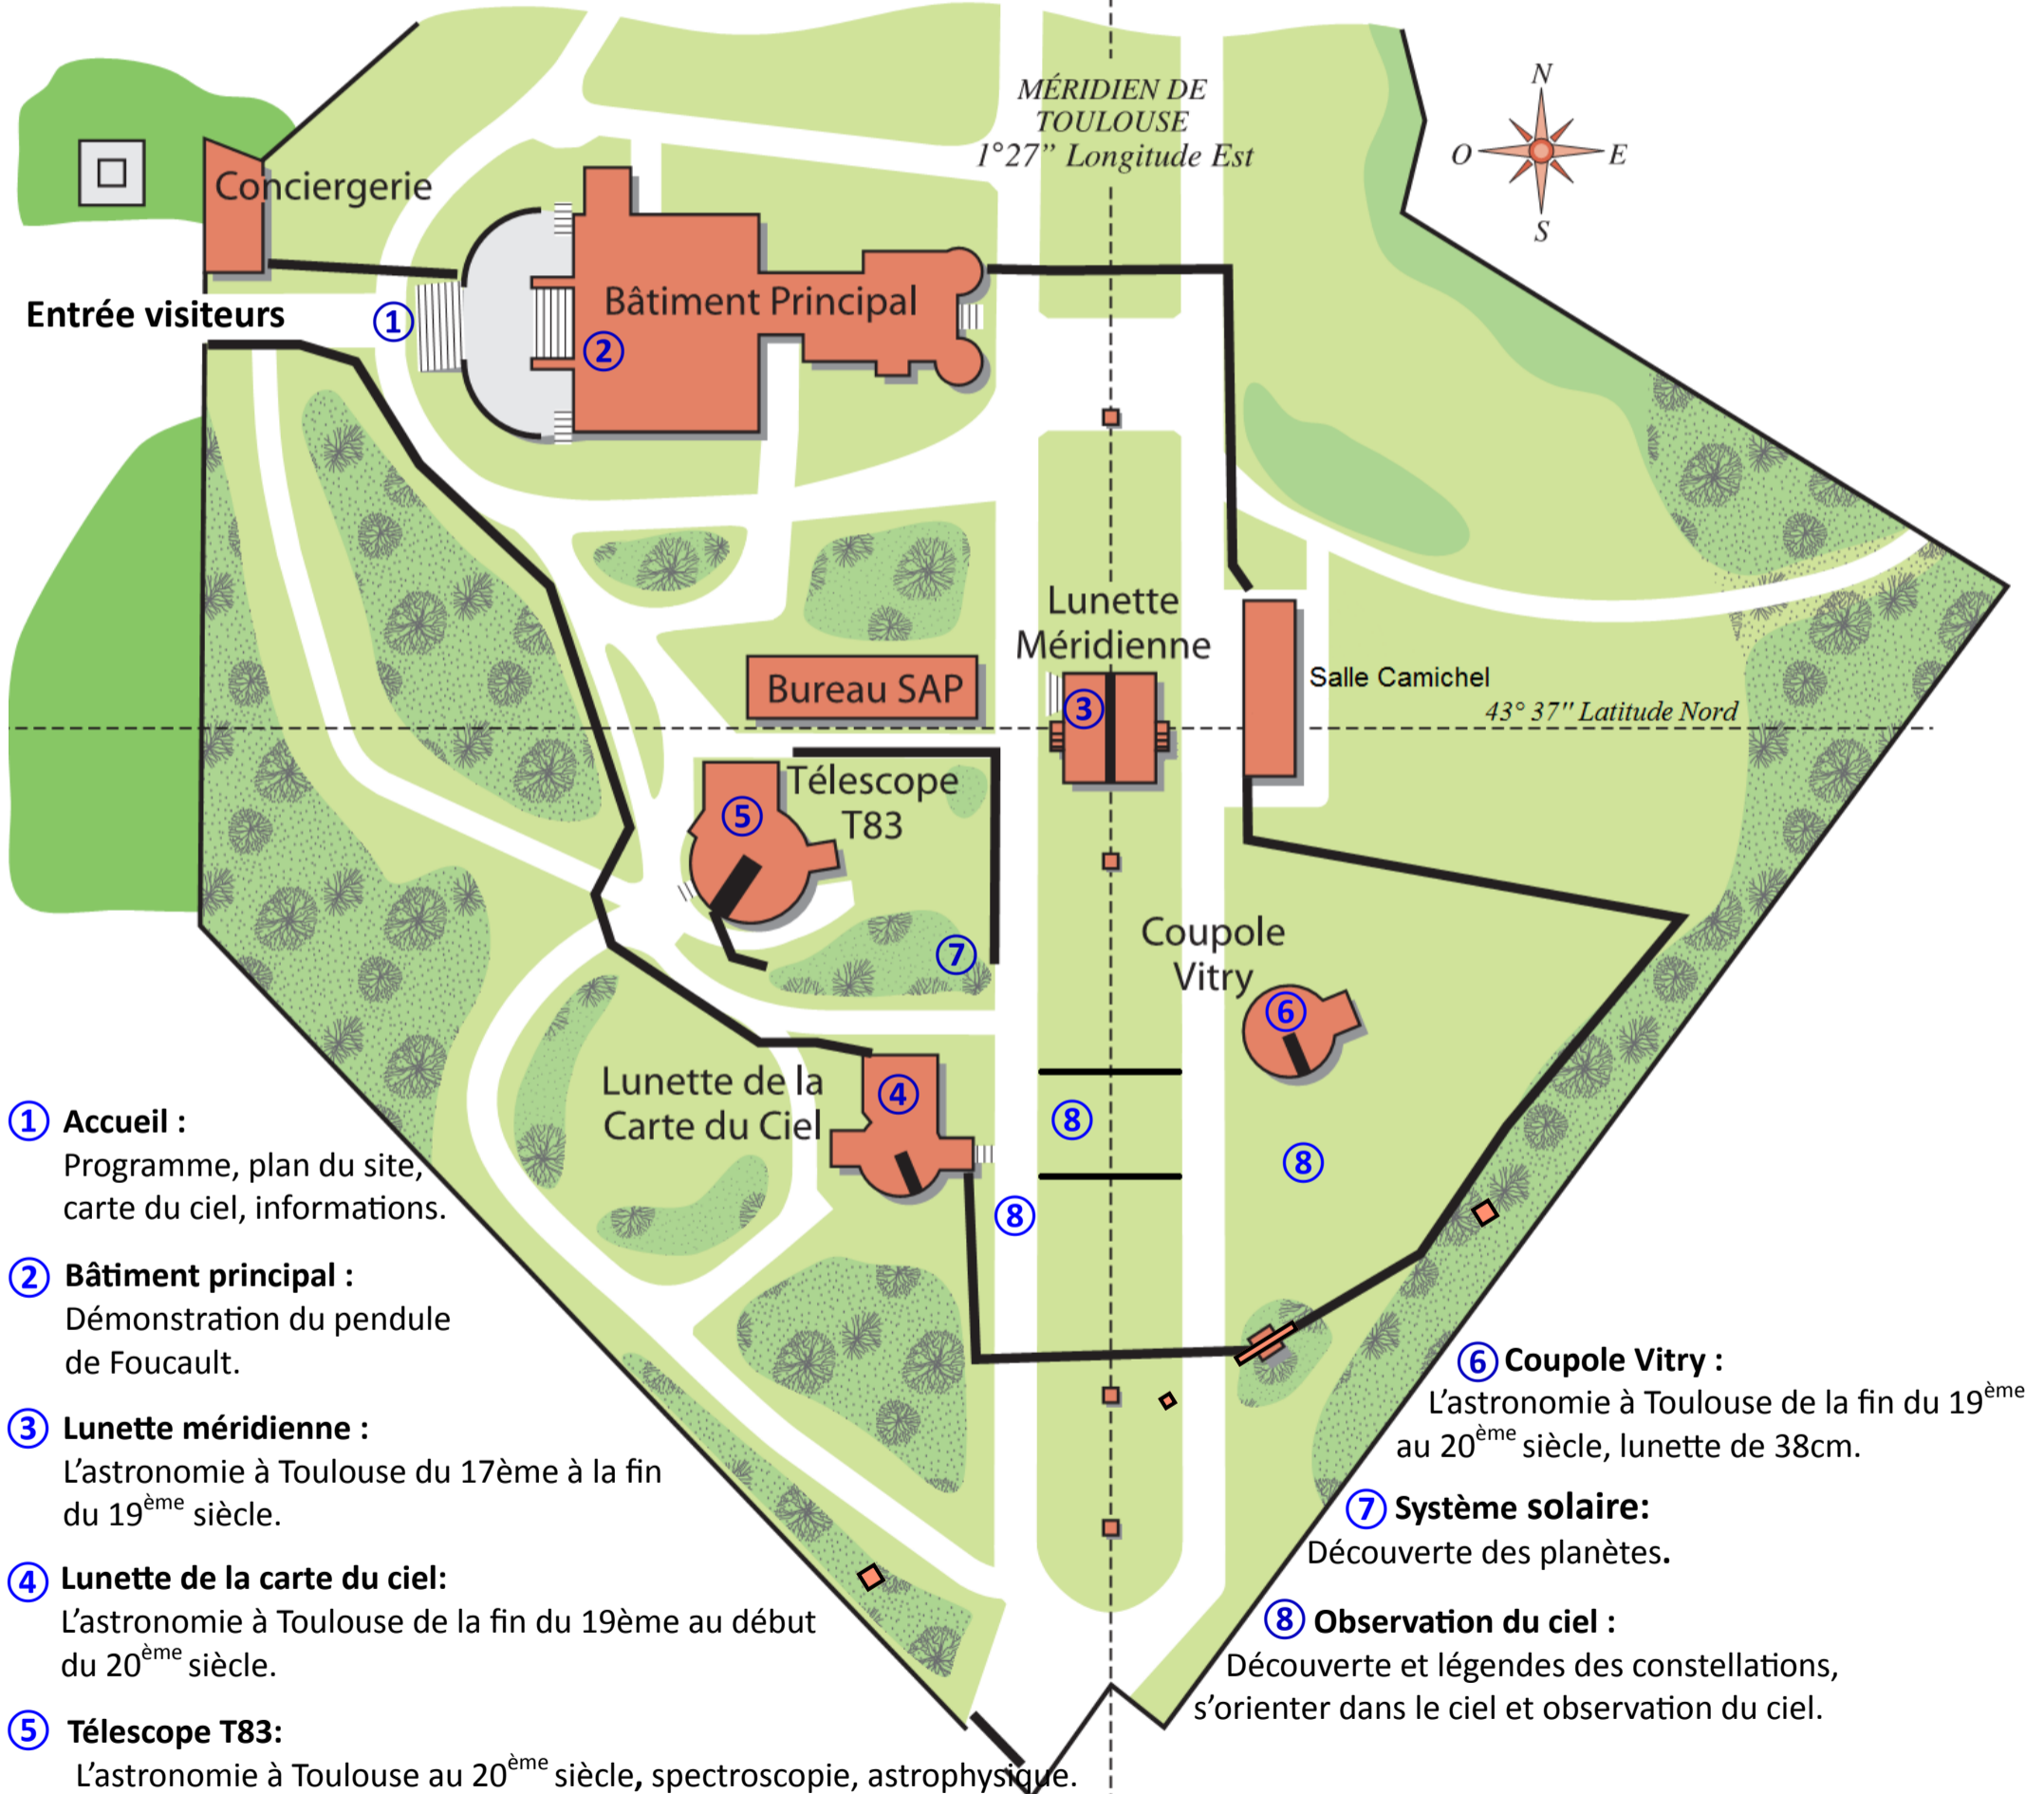 MÉRIDIEN DE
TOULOUSE
1°27” Longitude Est
N
O
E
S
Conciergerie
Entrée visiteurs
1
Bâtiment Principal
2
Lunette
Méridienne
Bureau SAP
3
Salle Camichel
43° 37" Latitude Nord
Télescope
T83
5
7
Coupole
Vitry
6
Lunette de la
Carte du Ciel
4
8
8
8
1 Accueil :
Programme, plan du site,
carte du ciel, informations.
2 Bâtiment principal :
Démonstration du pendule
de Foucault.
3 Lunette méridienne :
L’astronomie à Toulouse du 17ème à la fin
du 19ème siècle.
4 Lunette de la carte du ciel:
L’astronomie à Toulouse de la fin du 19ème au début
du 20ème siècle.
5 Télescope T83:
L’astronomie à Toulouse au 20ème siècle, spectroscopie, astrophysique.
6 Coupole Vitry :
L’astronomie à Toulouse de la fin du 19ème
au 20ème siècle, lunette de 38cm.
7 Système solaire:
Découverte des planètes.
8 Observation du ciel :
Découverte et légendes des constellations,
s’orienter dans le ciel et observation du ciel.